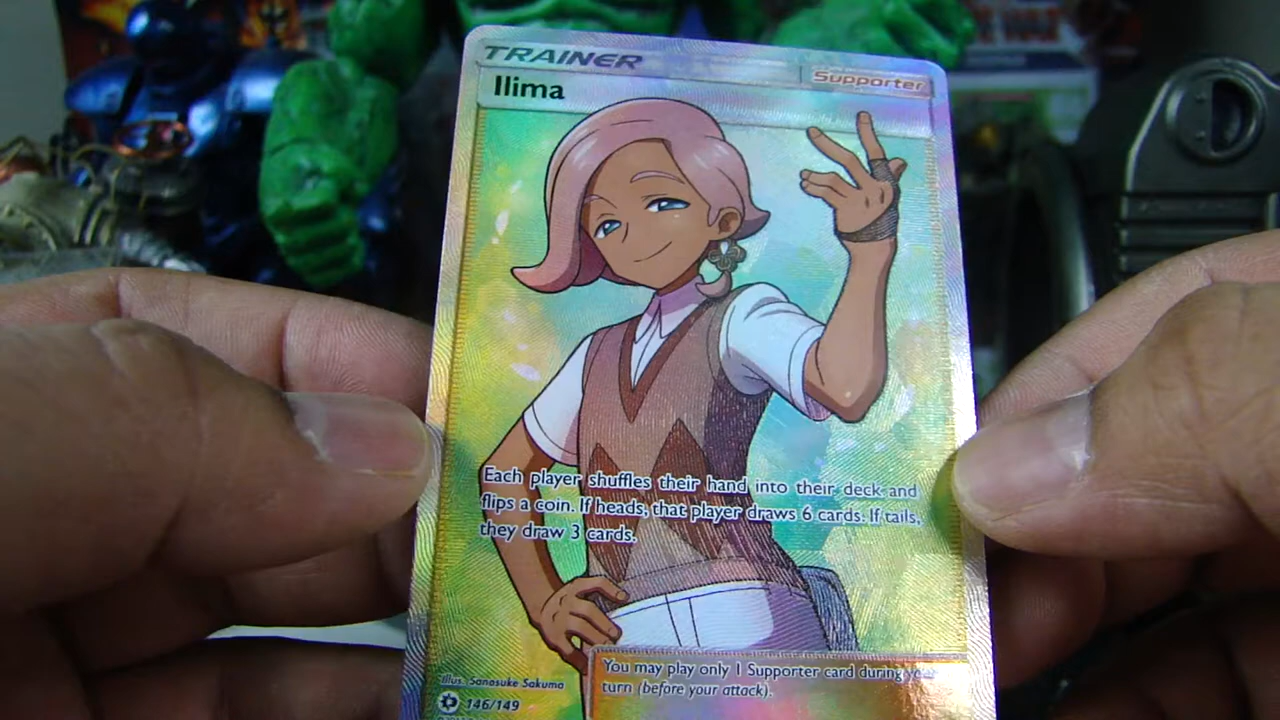 TRAINER
Supporter
Ilima
Each player shuffles their hand into their deck and
flips a coin. If heads, that player draws 6 cards. If tails,
they draw 3 cards.
You may play only 1 Supporter card during your
turn (before your attack).
Illus. Sanosuke Sakuma
146/149